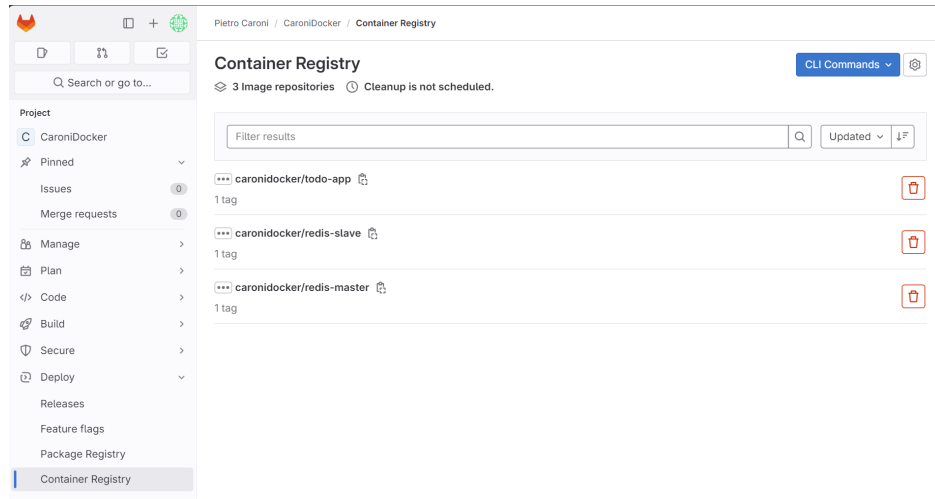 Pietro Caroni / CaroniDocker / Container Registry
Search or go to...
Project
C CaroniDocker
Pinned
Issues 0
Merge requests 0
Manage
Plan
Code
Build
Secure
Deploy
Releases
Feature flags
Package Registry
Container Registry
Container Registry
CLI Commands
3 Image repositories Cleanup is not scheduled.
Filter results
Updated
caronidocker/todo-app
1 tag
caronidocker/redis-slave
1 tag
caronidocker/redis-master
1 tag